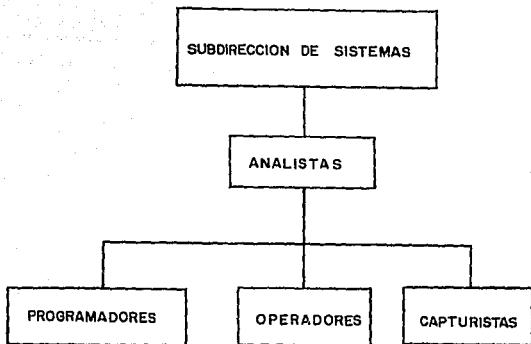 SUBDIRECCION DE SISTEMAS
ANALISTAS
PROGRAMADORES
OPERADORES
CAPTURISTAS